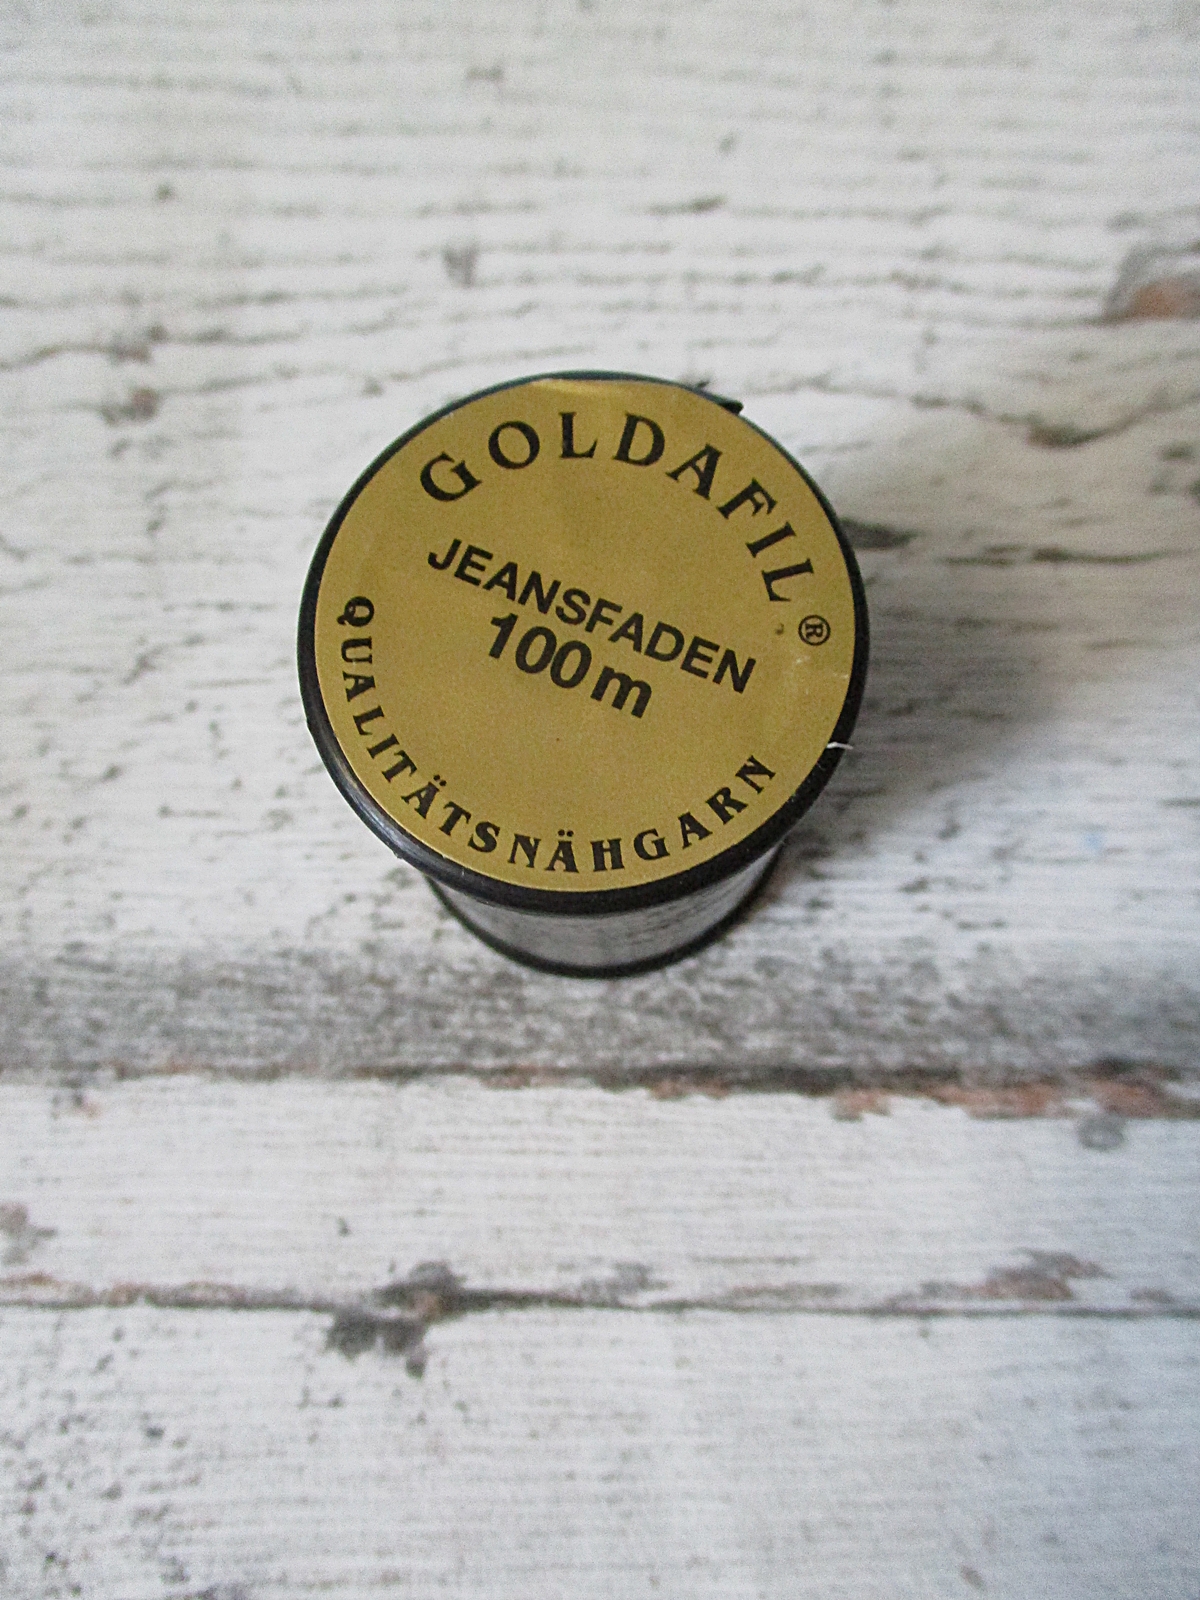 GOLDAFIL®
JEANSFADEN
100m
QUALITÄTSNÄHGARN